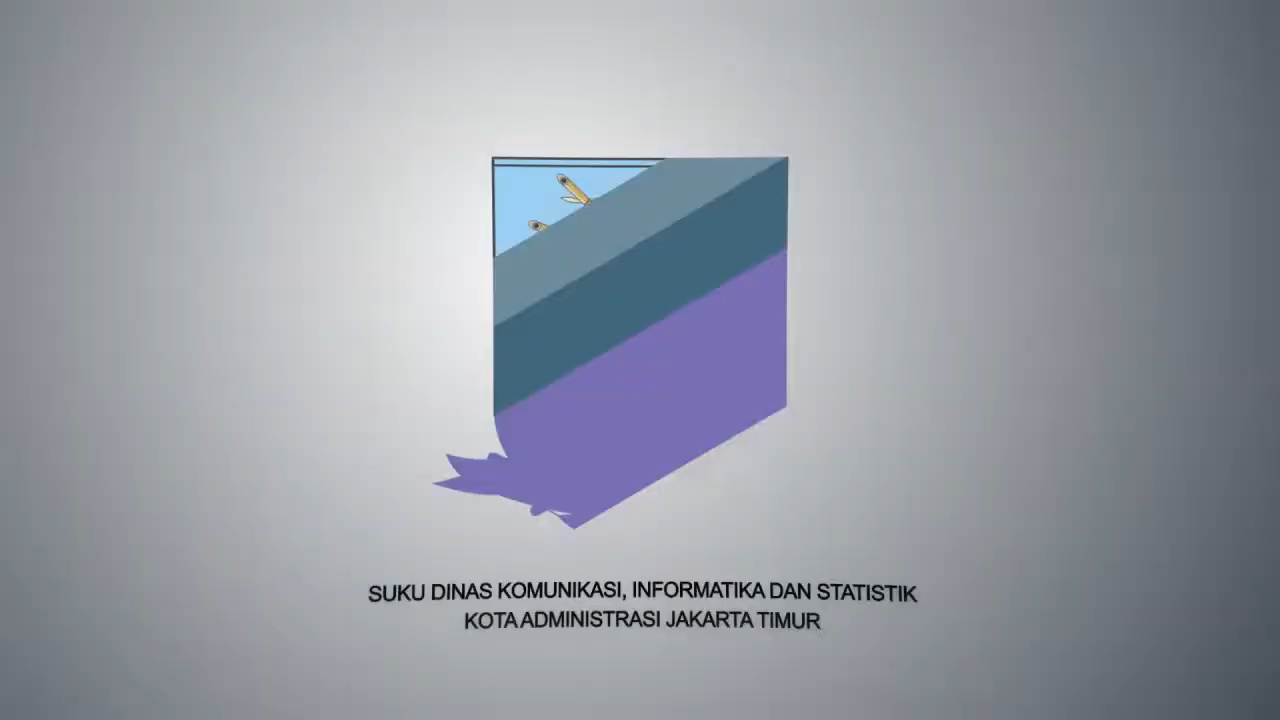 SUKU DINAS KOMUNIKASI, INFORMATIKA DAN STATISTIK
KOTA ADMINISTRASI JAKARTA TIMUR